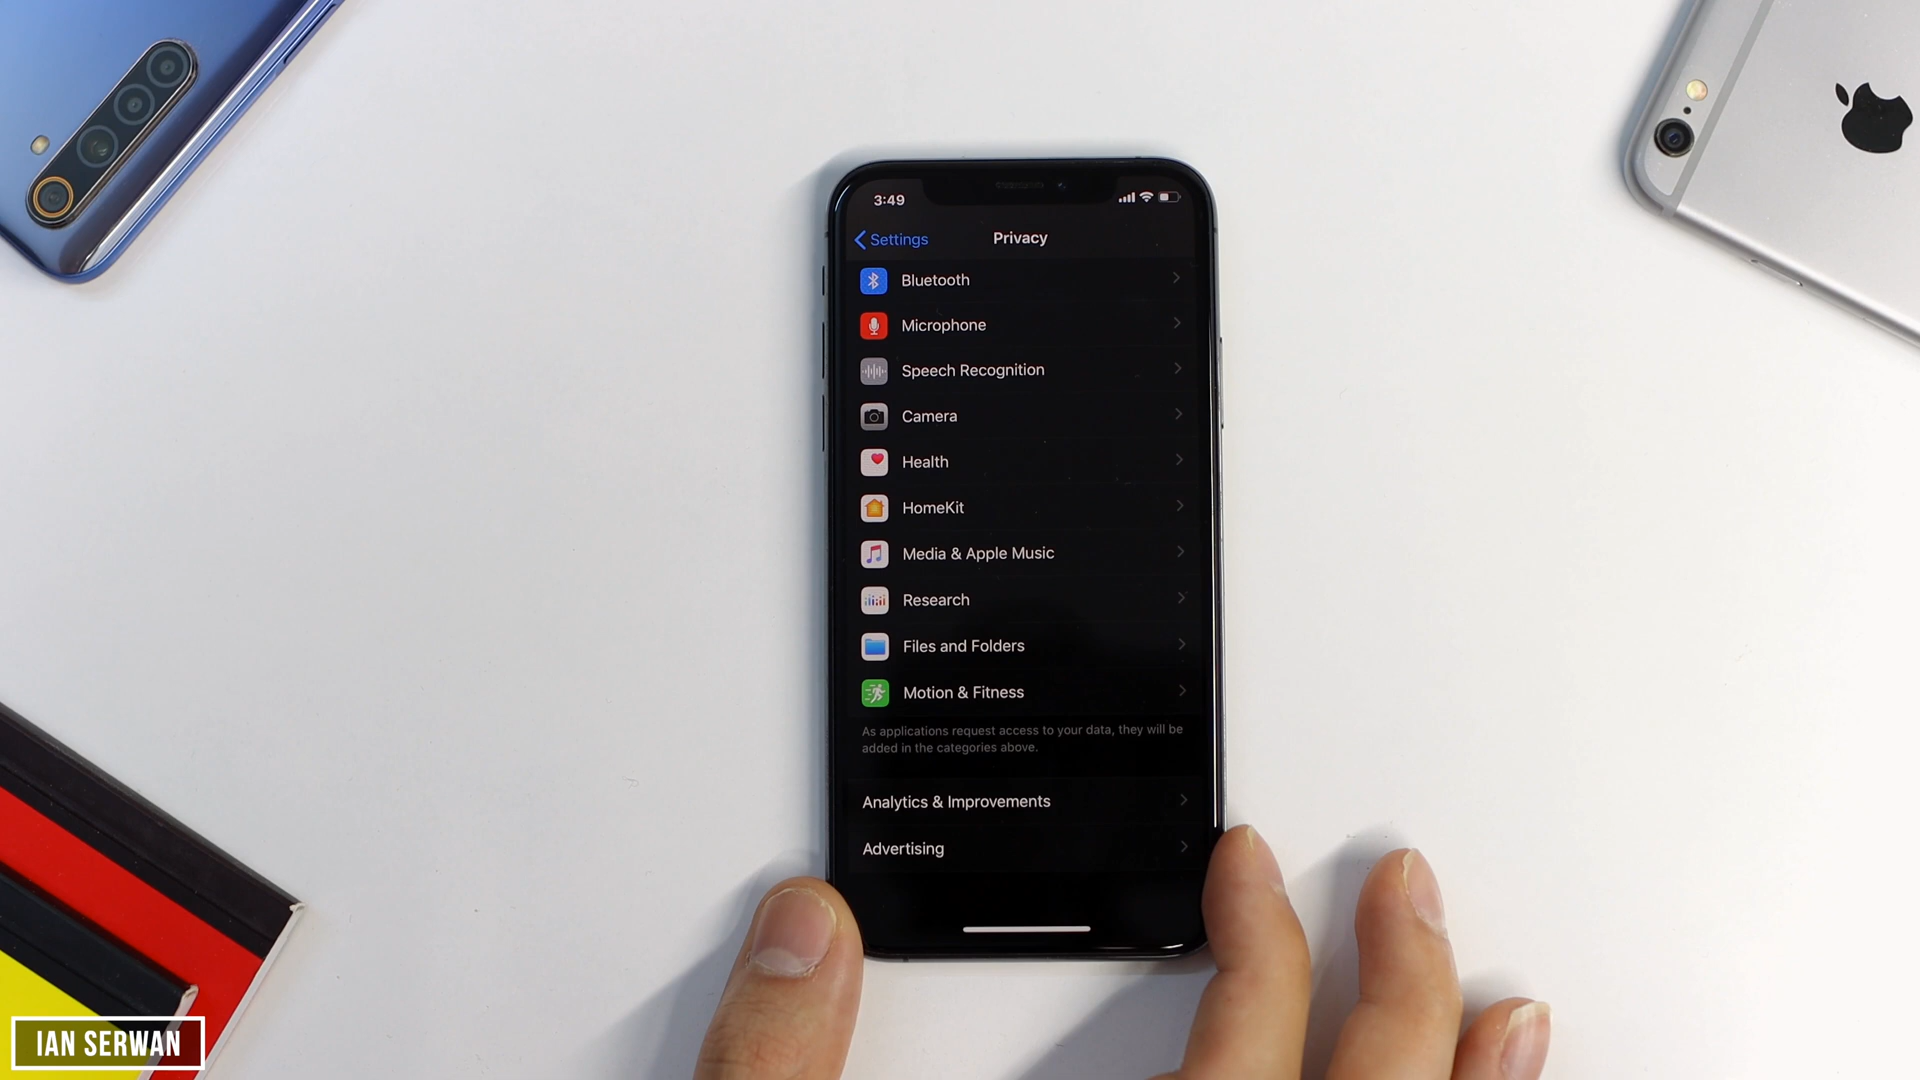 3:49
Settings
Privacy
Bluetooth
Microphone
Speech Recognition
Camera
Health
HomeKit
Media & Apple Music
Research
Files and Folders
Motion & Fitness
As applications request access to your data, they will be
added in the categories above.
Analytics & Improvements
Advertising
IAN SERWAN